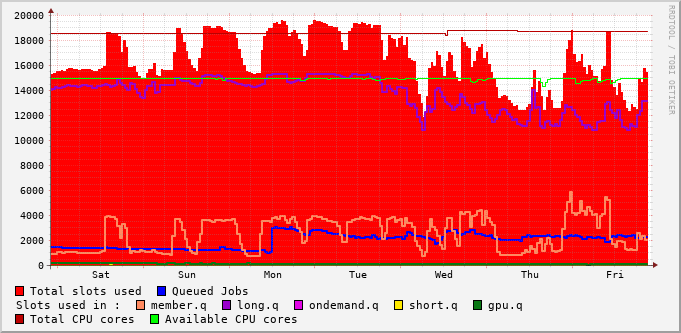 20000
18000
16000
14000
12000
10000
8000
6000
4000
2000
0
Sat Sun Mon Tue Wed Thu Fri
Total slots used Queued Jobs
Slots used in : member.q long.q ondemand.q short.q gpu.q
Total CPU cores Available CPU cores
RRDTOOL / TOBI OETIKER